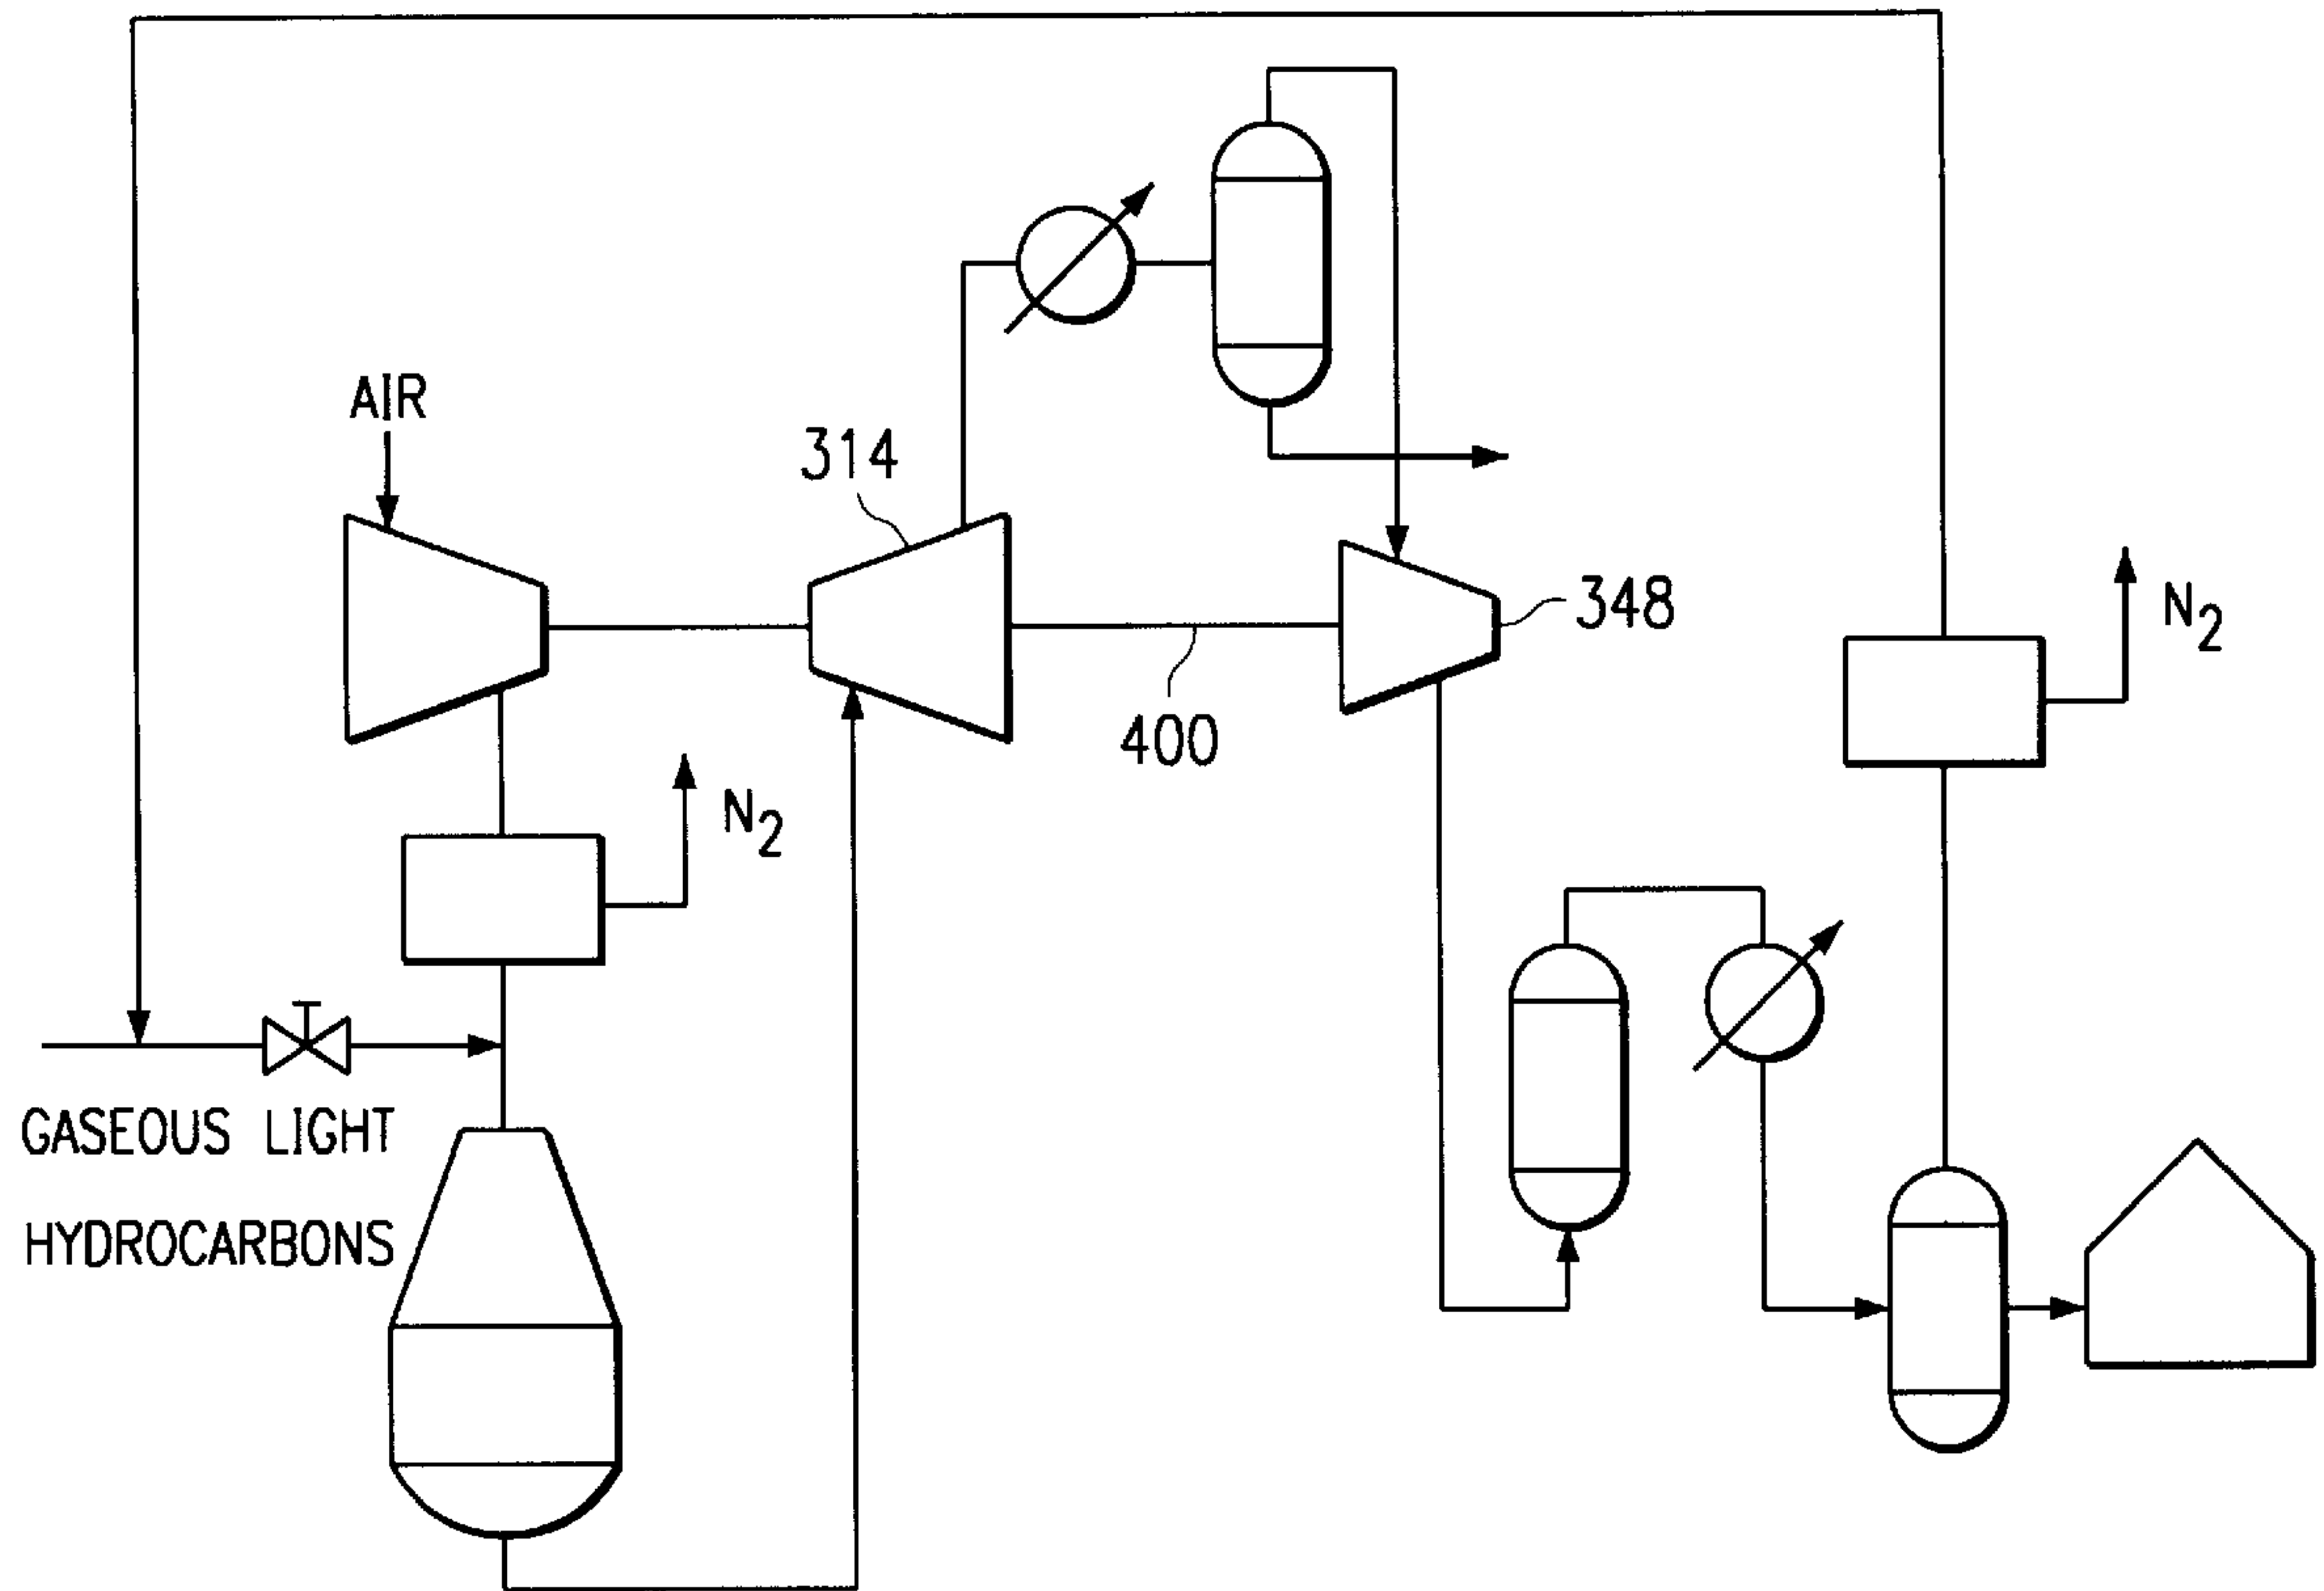 AIR
314
348
N2
400
N2
GASEOUS LIGHT
HYDROCARBONS